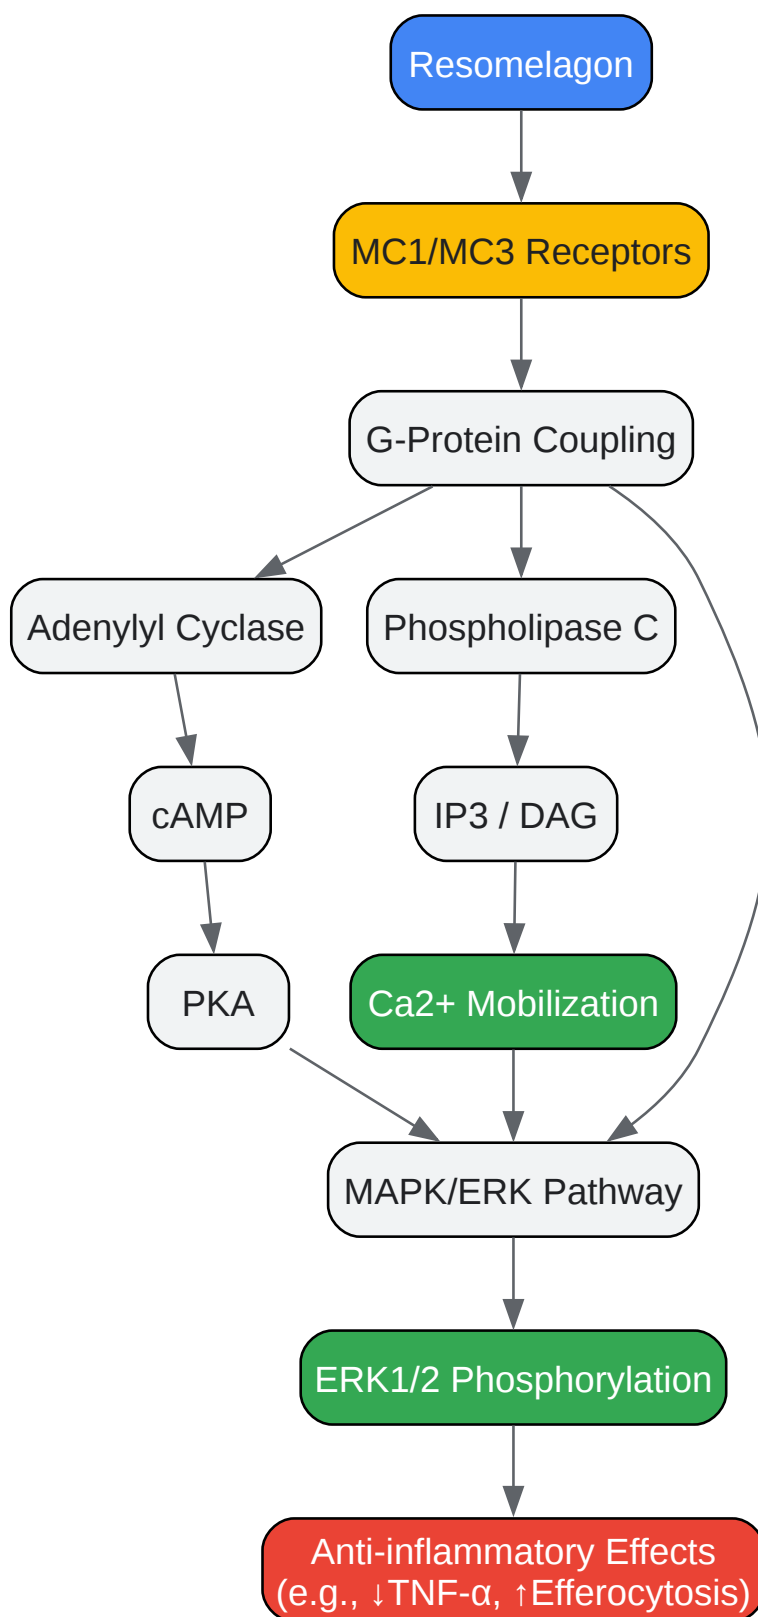 Resomelagon
MC1/MC3 Receptors
G-Protein Coupling
Adenylyl Cyclase
Phospholipase C
cAMP
IP3 / DAG
PKA
Ca2+ Mobilization
MAPK/ERK Pathway
ERK1/2 Phosphorylation
Anti-inflammatory Effects
(e.g., ↓TNF-α, ↑Efferocytosis)